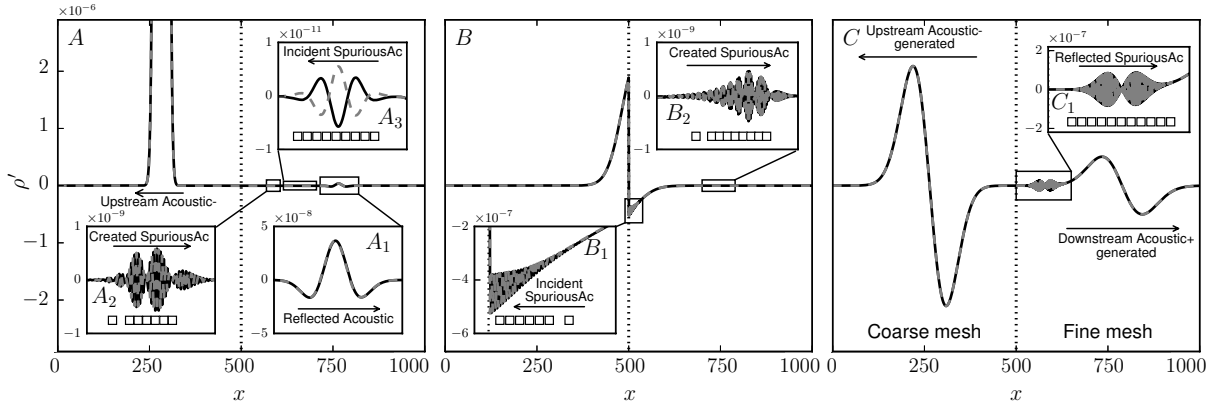 ×10⁻⁶
A
2
1
0
−1
−2
ρ′
×10⁻¹¹
1
Incident SpuriousAc
0
A₃
−1
Upstream Acoustic-
×10⁻⁹
1
Created SpuriousAc
0
A₂
−1
×10⁻⁸
5
A₁
0
Reflected Acoustic
−5
0 250 500 750 1000
x
B
×10⁻⁹
1
Created SpuriousAc
0
B₂
−1
×10⁻⁷
−2
B₁
−4
Incident
SpuriousAc
−6
0 250 500 750 1000
x
C
Upstream Acoustic-
generated
×10⁻⁷
2
Reflected SpuriousAc
0
C₁
−2
Downstream Acoustic+
generated
Coarse mesh
Fine mesh
0 250 500 750 1000
x